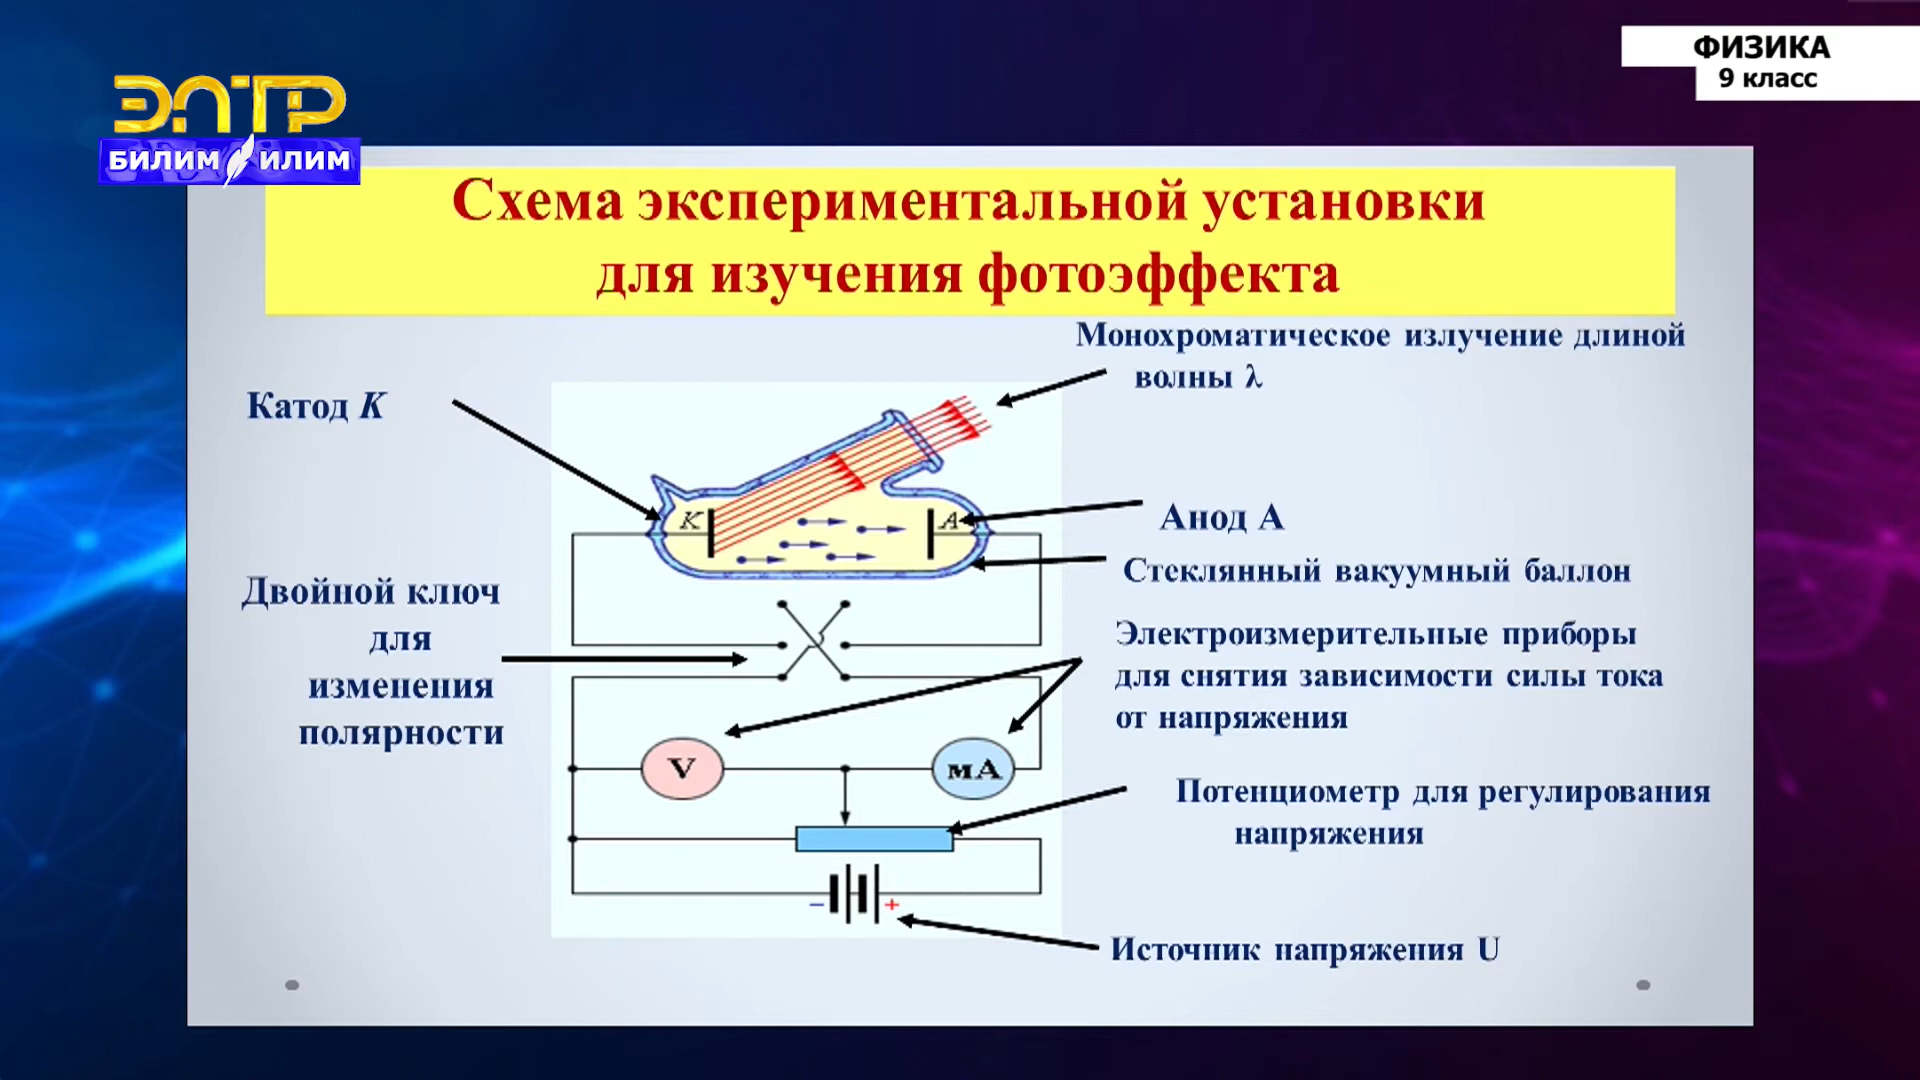 ФИЗИКА
9 класс
ЭЛТР
БИЛИМ ИЛИМ
Схема экспериментальной установки
для изучения фотоэффекта
Монохроматическое излучение длиной
волны λ
Катод K
K
A
Анод А
Стеклянный вакуумный баллон
Двойной ключ
для
изменения
полярности
Электроизмерительные приборы
для снятия зависимости силы тока
от напряжения
V
мА
Потенциометр для регулирования
напряжения
– +
Источник напряжения U